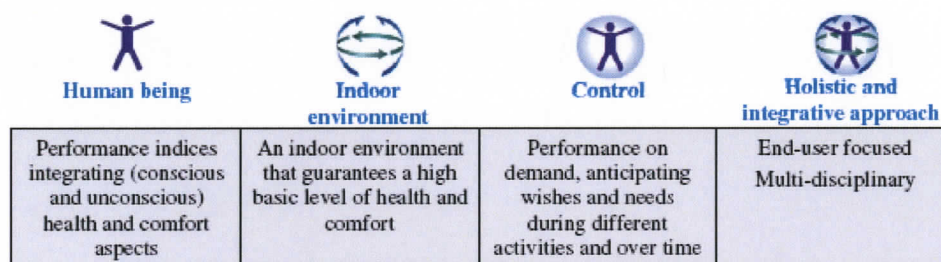 Human being
Indoor
environment
Control
Holistic and
integrative approach
Performance indices
integrating (conscious
and unconscious)
health and comfort
aspects
An indoor environment
that guarantees a high
basic level of health and
comfort
Performance on
demand, anticipating
wishes and needs
during different
activities and over time
End-user focused
Multi-disciplinary